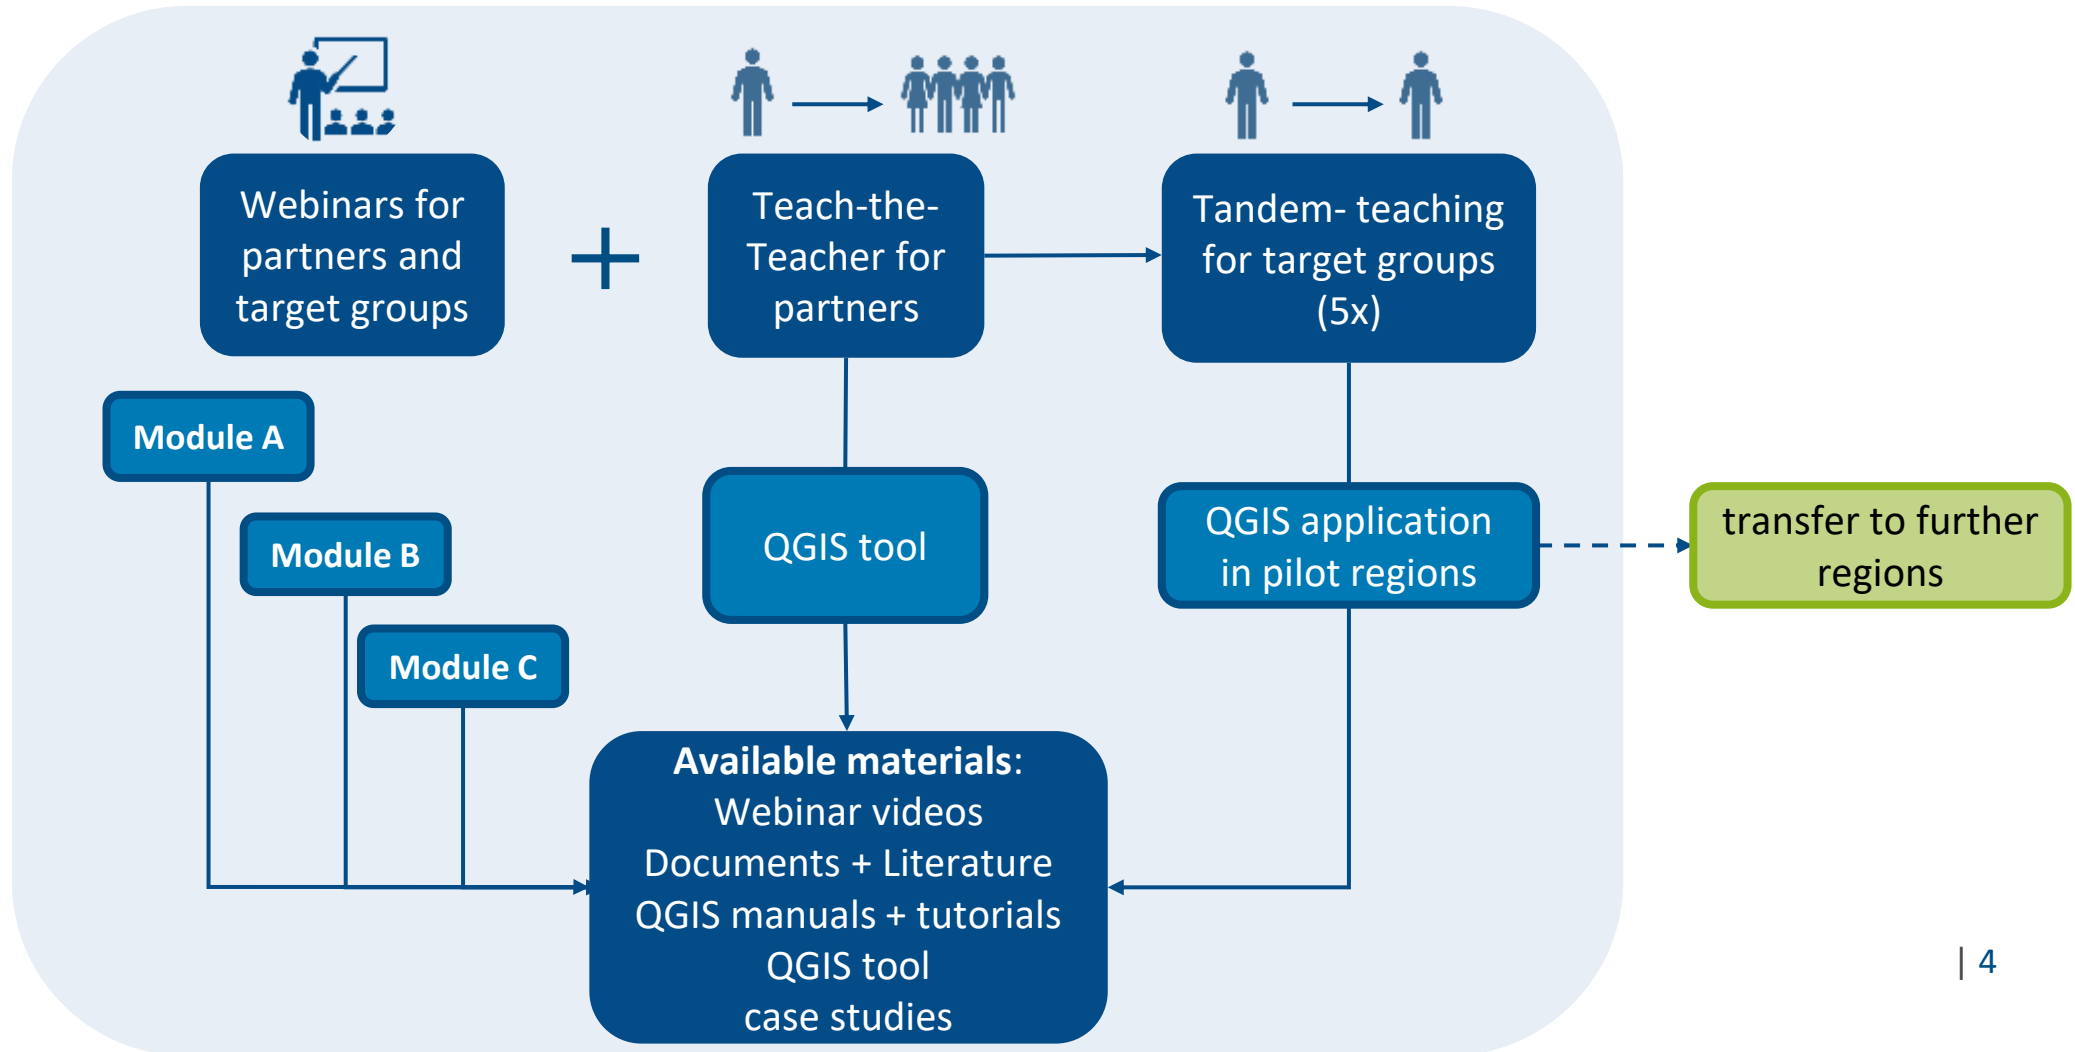 Webinars for
partners and
target groups
+
Teach-the-
Teacher for
partners
Tandem- teaching
for target groups
(5x)
Module A
Module B
Module C
QGIS tool
QGIS application
in pilot regions
transfer to further
regions
Available materials:
Webinar videos
Documents + Literature
QGIS manuals + tutorials
QGIS tool
case studies
| 4